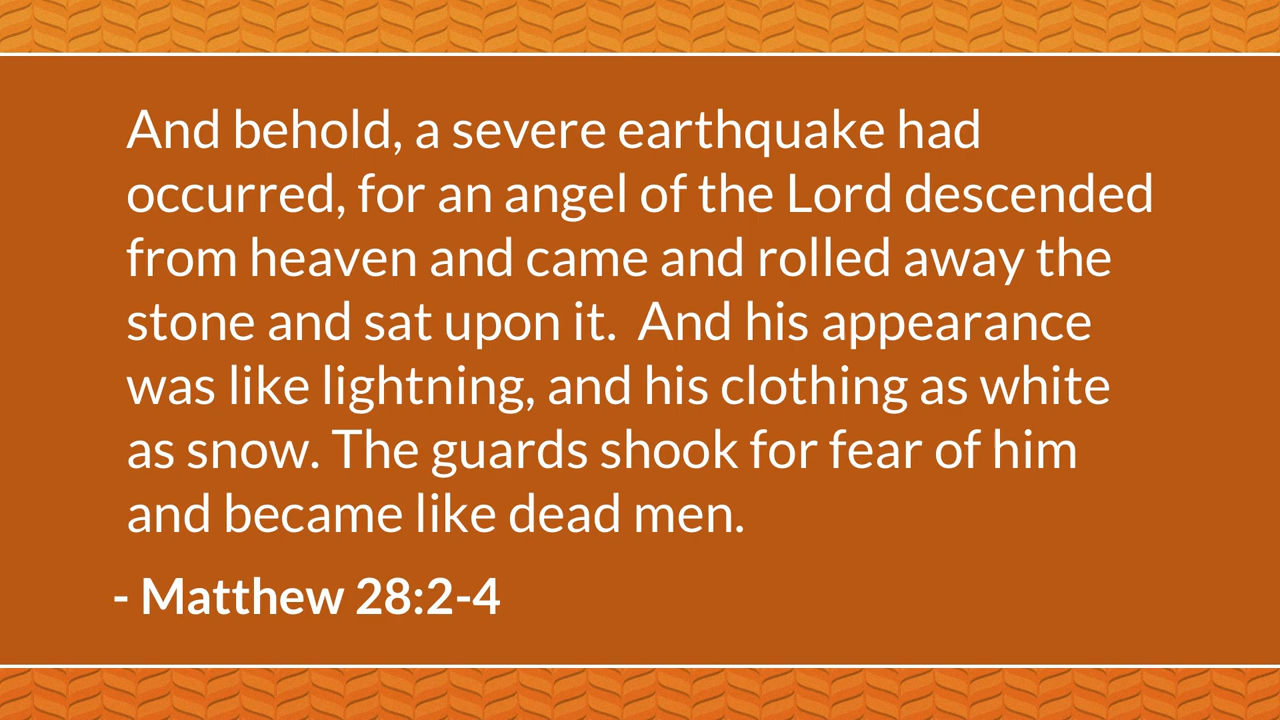 And behold, a severe earthquake had
occurred, for an angel of the Lord descended
from heaven and came and rolled away the
stone and sat upon it.  And his appearance
was like lightning, and his clothing as white
as snow. The guards shook for fear of him
and became like dead men.
- Matthew 28:2-4